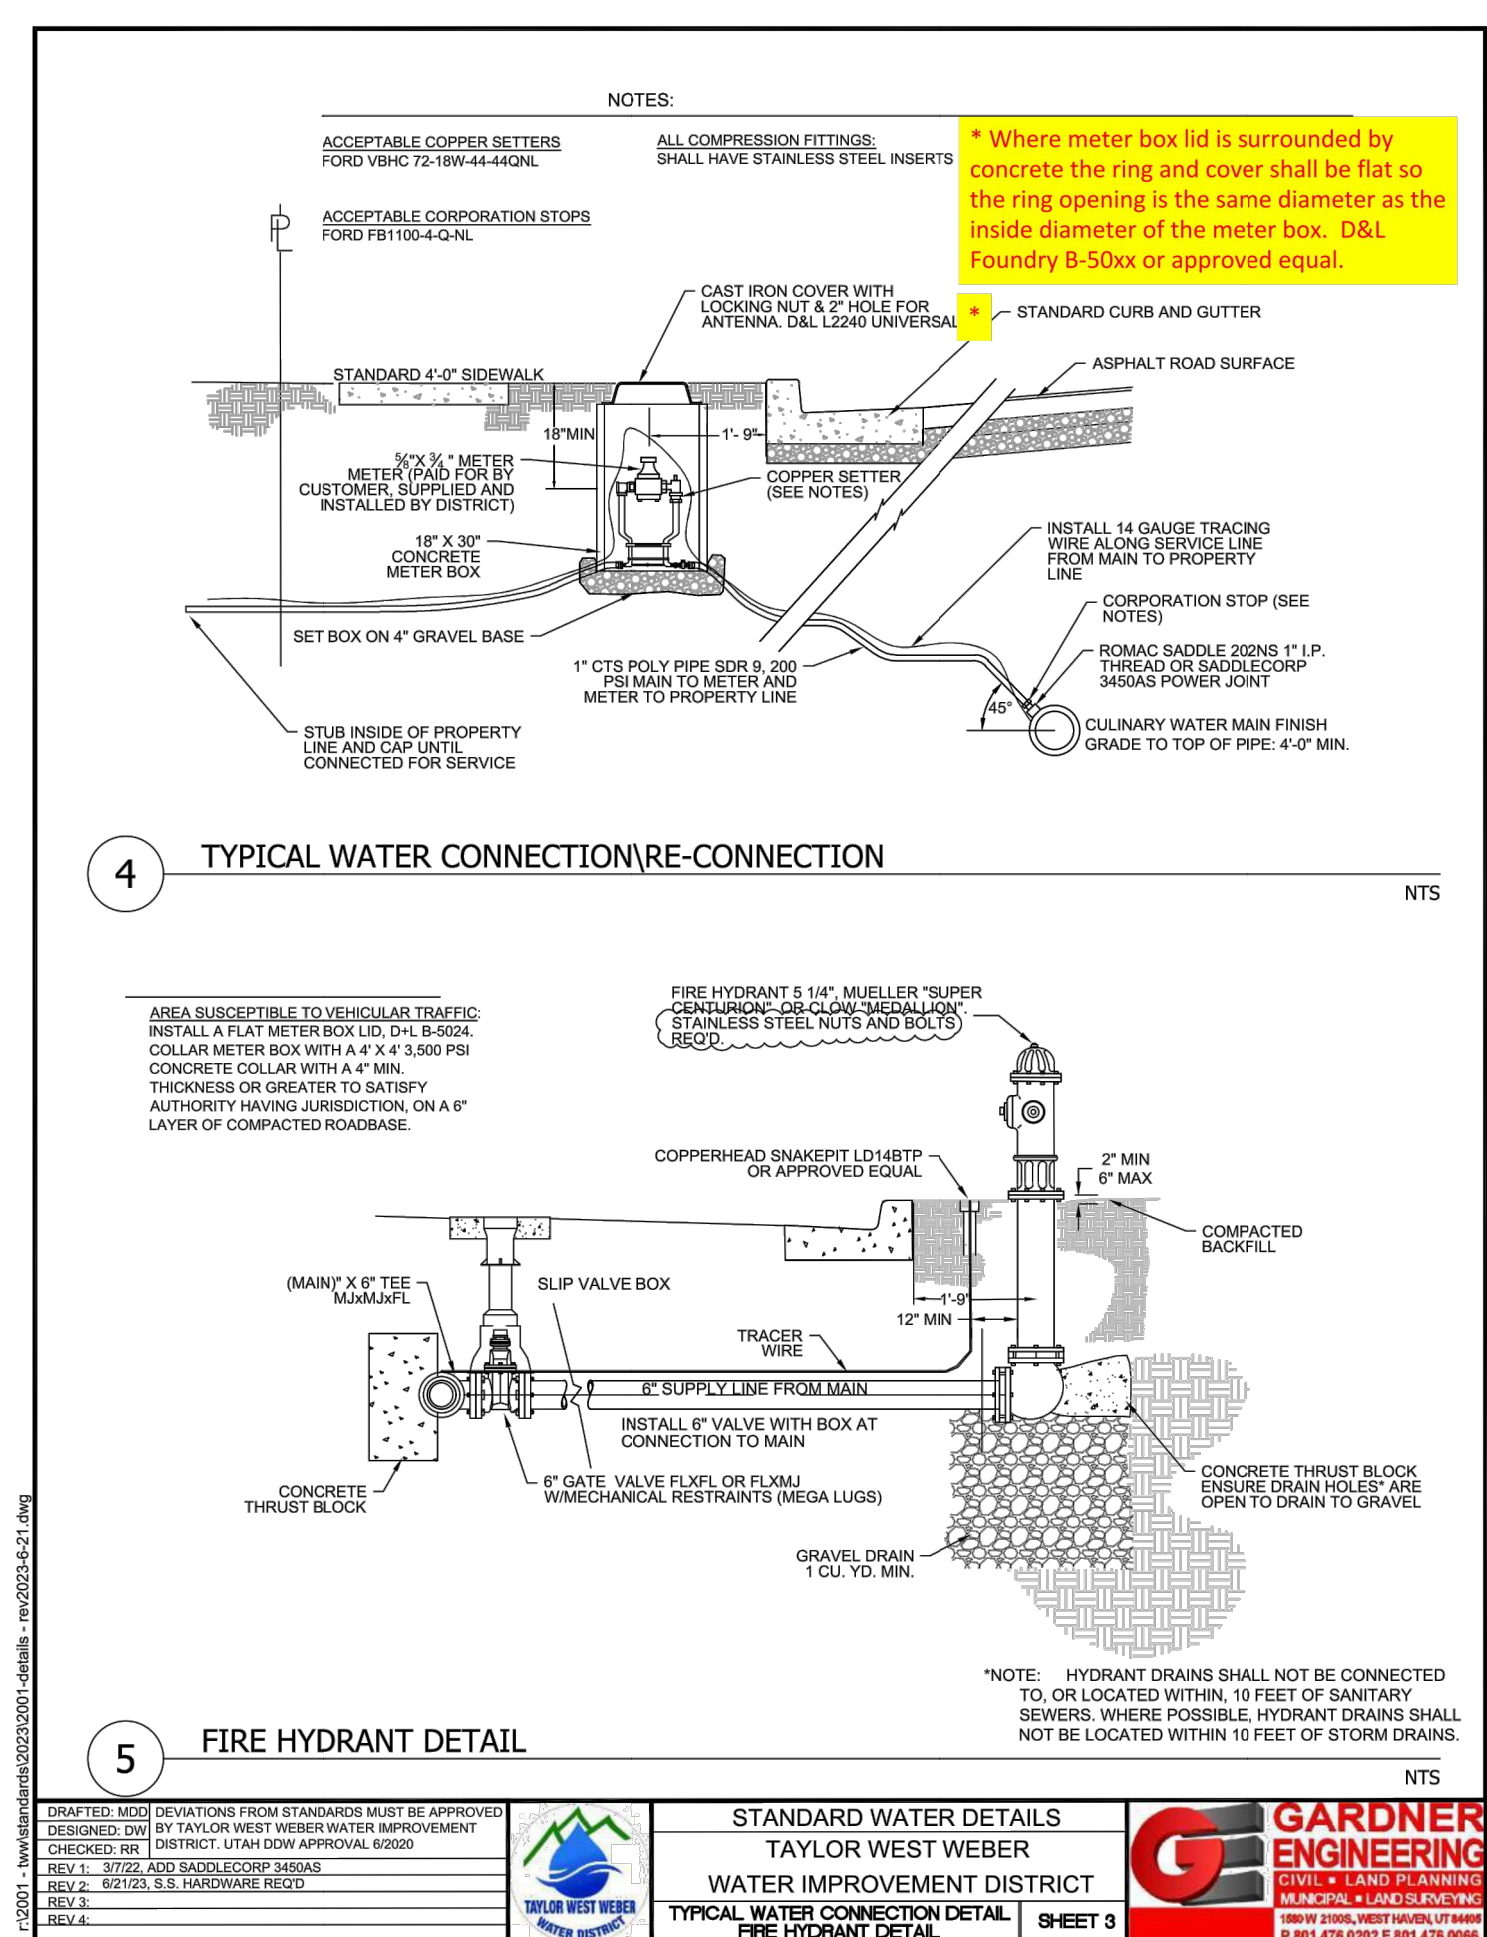 NOTES:
ACCEPTABLE COPPER SETTERS
FORD VBHC 72-18W-44-44QNL
ALL COMPRESSION FITTINGS:
SHALL HAVE STAINLESS STEEL INSERTS
* Where meter box lid is surrounded by
concrete the ring and cover shall be flat so
the ring opening is the same diameter as the
inside diameter of the meter box. D&L
Foundry B-50xx or approved equal.
PL
ACCEPTABLE CORPORATION STOPS
FORD FB1100-4-Q-NL
CAST IRON COVER WITH
LOCKING NUT & 2" HOLE FOR
ANTENNA. D&L L2240 UNIVERSAL
*
STANDARD CURB AND GUTTER
ASPHALT ROAD SURFACE
STANDARD 4'-0" SIDEWALK
18"MIN
1'- 9"
5/8"X 3/4 " METER
METER (PAID FOR BY
CUSTOMER, SUPPLIED AND
INSTALLED BY DISTRICT)
COPPER SETTER
(SEE NOTES)
18" X 30"
CONCRETE
METER BOX
INSTALL 14 GAUGE TRACING
WIRE ALONG SERVICE LINE
FROM MAIN TO PROPERTY
LINE
CORPORATION STOP (SEE
NOTES)
SET BOX ON 4" GRAVEL BASE
1" CTS POLY PIPE SDR 9, 200
PSI MAIN TO METER AND
METER TO PROPERTY LINE
ROMAC SADDLE 202NS 1" I.P.
THREAD OR SADDLECORP
3450AS POWER JOINT
45°
STUB INSIDE OF PROPERTY
LINE AND CAP UNTIL
CONNECTED FOR SERVICE
CULINARY WATER MAIN FINISH
GRADE TO TOP OF PIPE: 4'-0" MIN.
4
TYPICAL WATER CONNECTION\RE-CONNECTION
NTS
AREA SUSCEPTIBLE TO VEHICULAR TRAFFIC:
INSTALL A FLAT METER BOX LID, D+L B-5024.
COLLAR METER BOX WITH A 4' X 4' 3,500 PSI
CONCRETE COLLAR WITH A 4" MIN.
THICKNESS OR GREATER TO SATISFY
AUTHORITY HAVING JURISDICTION, ON A 6"
LAYER OF COMPACTED ROADBASE.
FIRE HYDRANT 5 1/4", MUELLER "SUPER
CENTURION" OR CLOW "MEDALLION".
STAINLESS STEEL NUTS AND BOLTS
REQ'D.
COPPERHEAD SNAKEPIT LD14BTP
OR APPROVED EQUAL
2" MIN
6" MAX
COMPACTED
BACKFILL
(MAIN)" X 6" TEE
MJxMJxFL
SLIP VALVE BOX
1'-9"
12" MIN
TRACER
WIRE
6" SUPPLY LINE FROM MAIN
INSTALL 6" VALVE WITH BOX AT
CONNECTION TO MAIN
6" GATE VALVE FLXFL OR FLXMJ
W/MECHANICAL RESTRAINTS (MEGA LUGS)
CONCRETE
THRUST BLOCK
CONCRETE THRUST BLOCK
ENSURE DRAIN HOLES* ARE
OPEN TO DRAIN TO GRAVEL
GRAVEL DRAIN
1 CU. YD. MIN.
*NOTE: HYDRANT DRAINS SHALL NOT BE CONNECTED
TO, OR LOCATED WITHIN, 10 FEET OF SANITARY
SEWERS. WHERE POSSIBLE, HYDRANT DRAINS SHALL
NOT BE LOCATED WITHIN 10 FEET OF STORM DRAINS.
5
FIRE HYDRANT DETAIL
NTS
r:\2001 - tww\standards\2023\2001-details - rev2023-6-21.dwg
DRAFTED: MDD
DESIGNED: DW
CHECKED: RR
DEVIATIONS FROM STANDARDS MUST BE APPROVED
BY TAYLOR WEST WEBER WATER IMPROVEMENT
DISTRICT. UTAH DDW APPROVAL 6/2020
REV 1: 3/7/22, ADD SADDLECORP 3450AS
REV 2: 6/21/23, S.S. HARDWARE REQ'D
REV 3:
REV 4:
TAYLOR WEST WEBER
WATER DISTRICT
STANDARD WATER DETAILS
TAYLOR WEST WEBER
WATER IMPROVEMENT DISTRICT
TYPICAL WATER CONNECTION DETAIL
FIRE HYDRANT DETAIL
SHEET 3
GARDNER
ENGINEERING
CIVIL ▪ LAND PLANNING
MUNICIPAL ▪ LAND SURVEYING
1580 W 2100S., WEST HAVEN, UT 84405
P 801.476.0202 F 801.476.0066